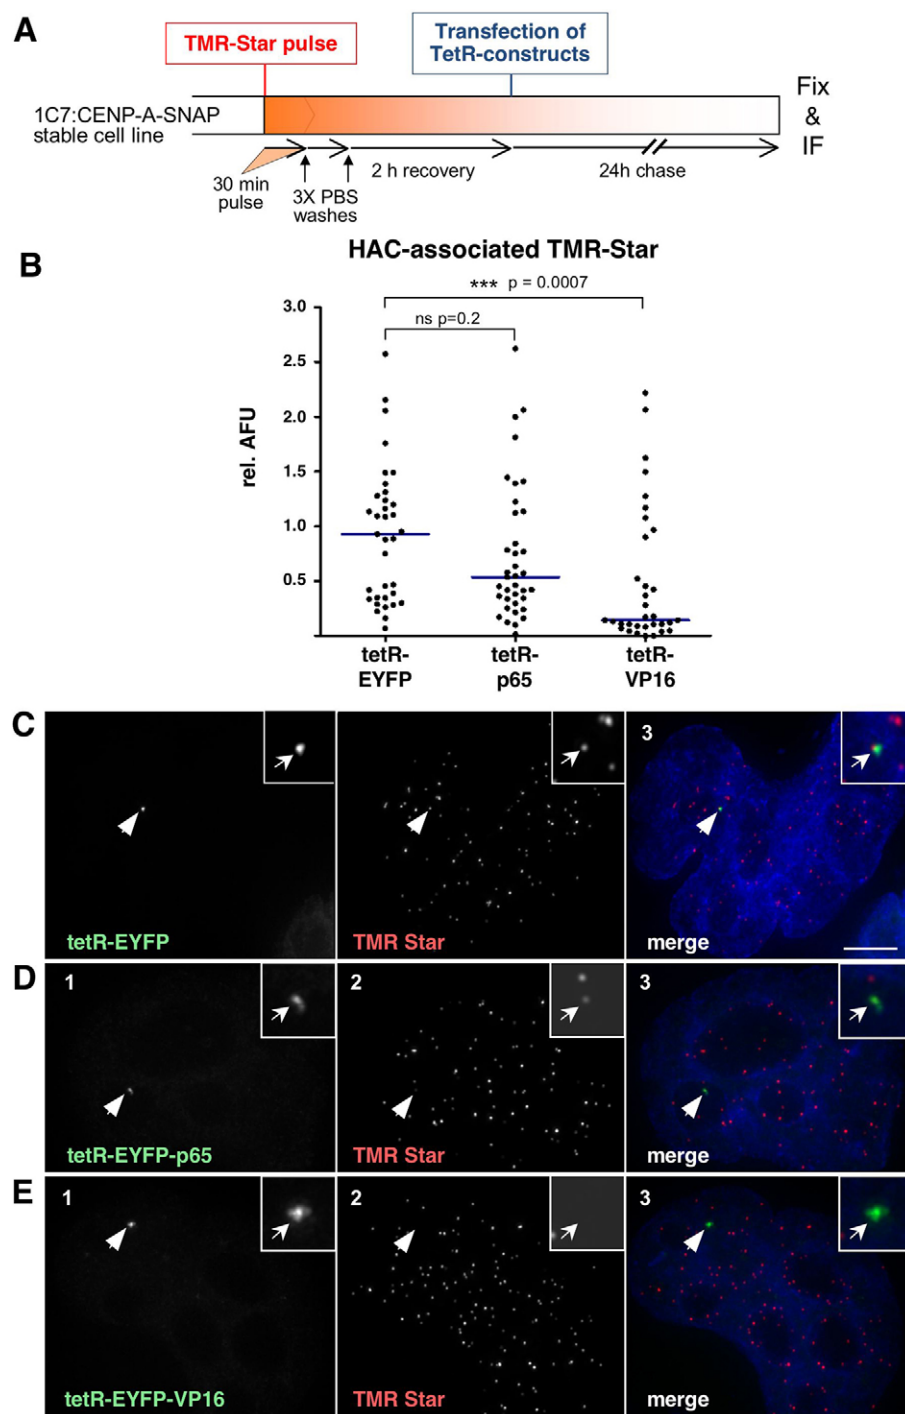 A
TMR-Star pulse
Transfection of
TetR-constructs
1C7:CENP-A-SNAP
stable cell line
Fix
&
IF
30 min
pulse
3X PBS
washes
2 h recovery
24h chase
B
HAC-associated TMR-Star
*** p = 0.0007
ns p=0.2
rel. AFU
3.0
2.5
2.0
1.5
1.0
0.5
tetR-
EYFP
tetR-
p65
tetR-
VP16
C
3
tetR-EYFP
TMR Star
merge
D
1
2
3
tetR-EYFP-p65
TMR Star
merge
E
1
2
3
tetR-EYFP-VP16
TMR Star
merge